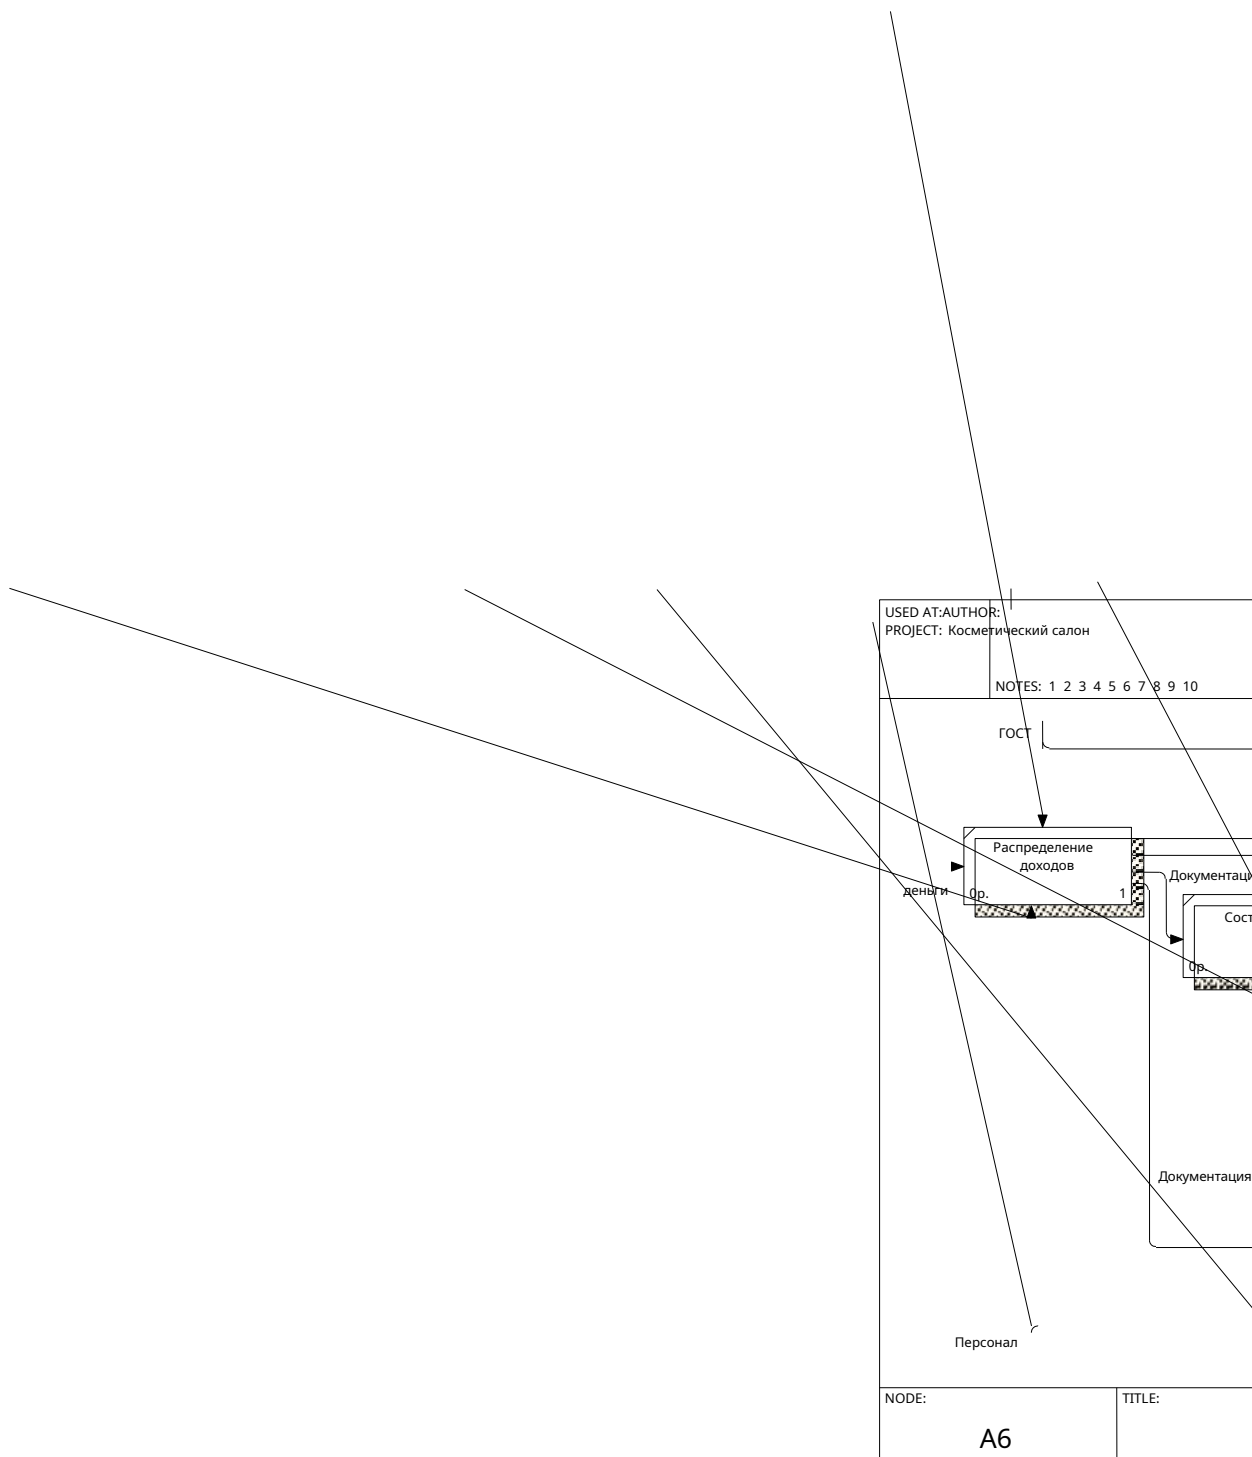 USED AT:AUTHOR:
PROJECT: Косметический салон
NOTES: 1 2 3 4 5 6 7 8 9 10
ГОСТ
Распределение
доходов
деньги
0р. 1
Документаци
Сост
0р.
Документация
Персонал
NODE:
TITLE:
A6